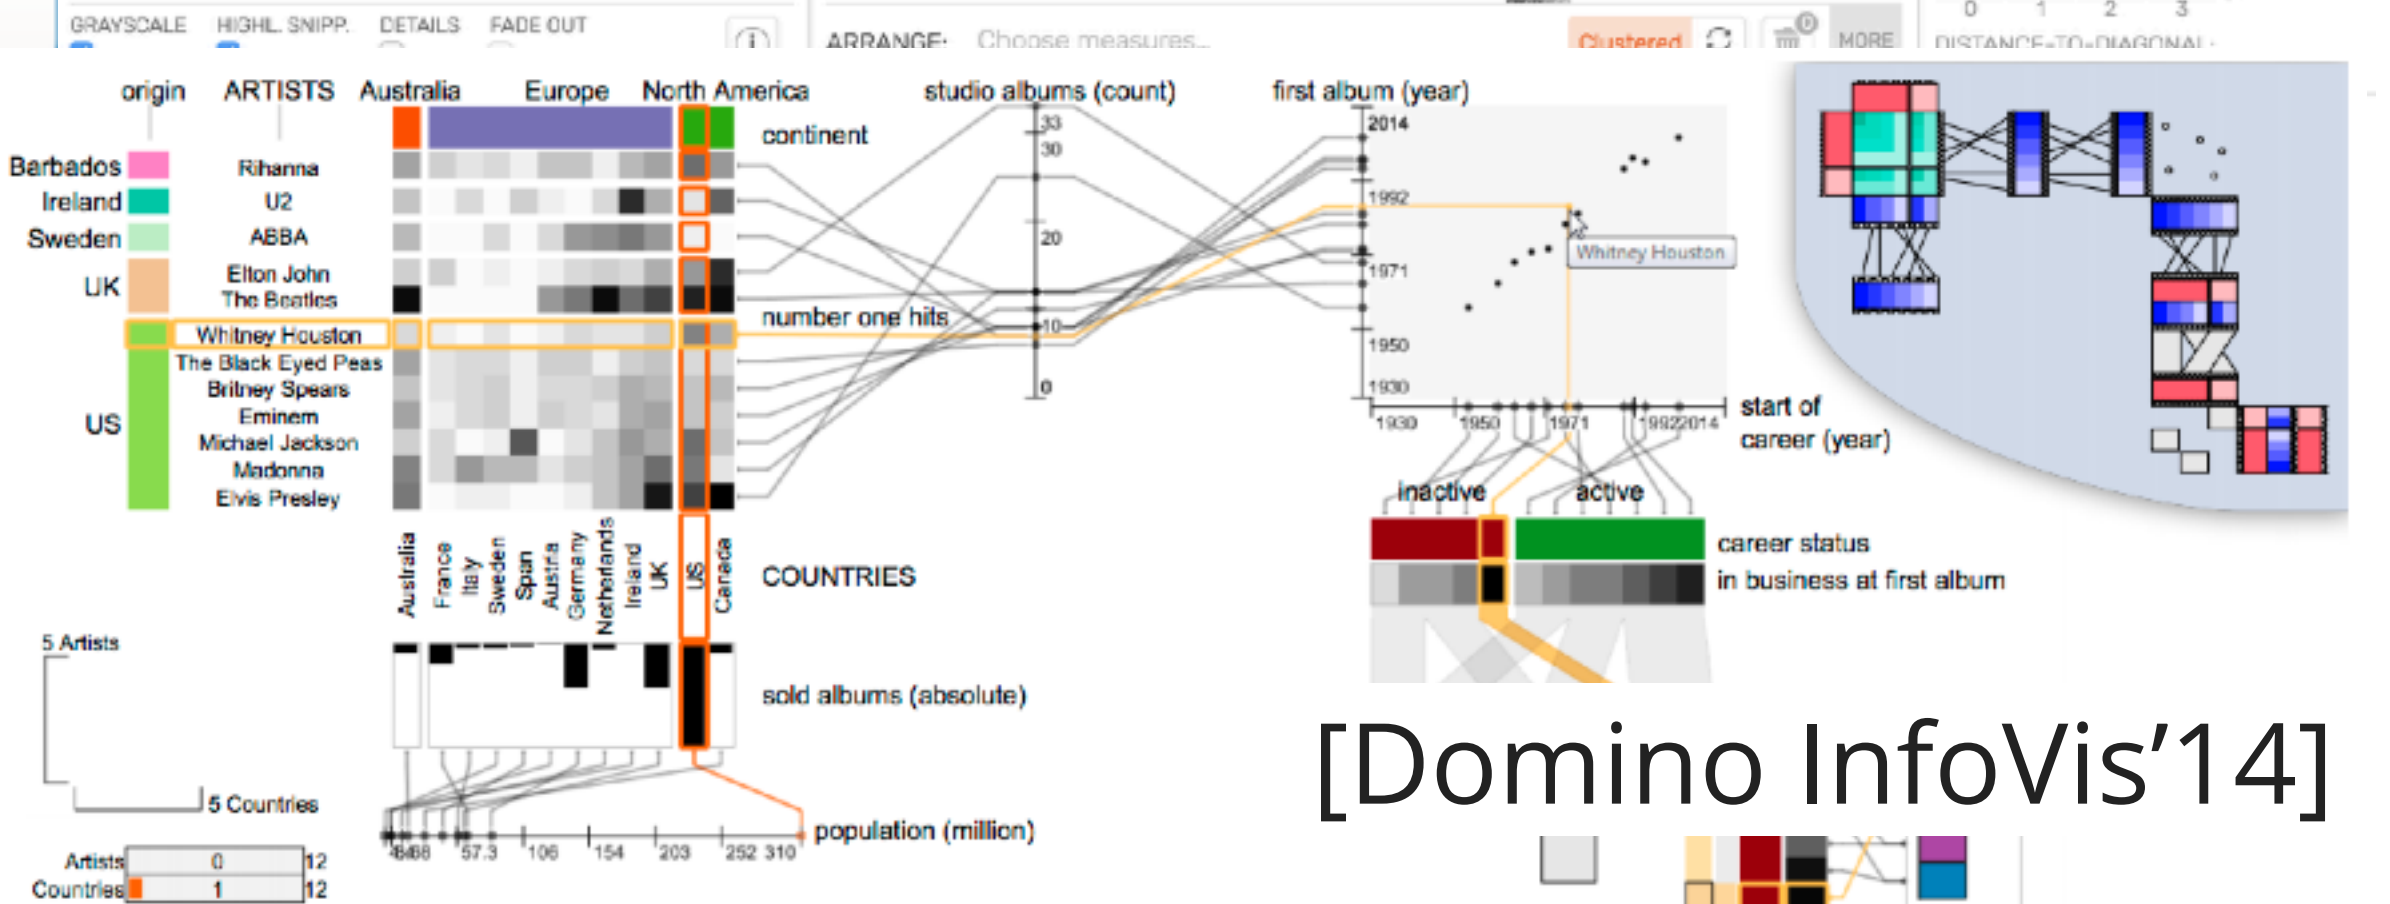 GRAYSCALE HIGHL. SNIPP. DETAILS FADE OUT
ARRANGE: Choose measures... Clustered 0 MORE
0 1 2 3
DISTANCE-TO-DIAGONAL:
origin ARTISTS Australia Europe North America studio albums (count) first album (year)
continent
Barbados Rihanna
Ireland U2
Sweden ABBA
UK Elton John
The Beatles
number one hits
Whitney Houston
The Black Eyed Peas
Britney Spears
US Eminem
Michael Jackson
Madonna
Elvis Presley
33
30
20
10
0
2014
1992
1971
1950
1930
Whitney Houston
1930 1950 1971 1992 2014
start of
career (year)
inactive active
career status
in business at first album
Australia France Italy Sweden Span Austria Germany Netherlands Ireland UK US Canada
COUNTRIES
5 Artists
sold albums (absolute)
5 Countries
57.3 106 154 203 252 310
population (million)
Artists 0 12
Countries 1 12
[Domino InfoVis’14]